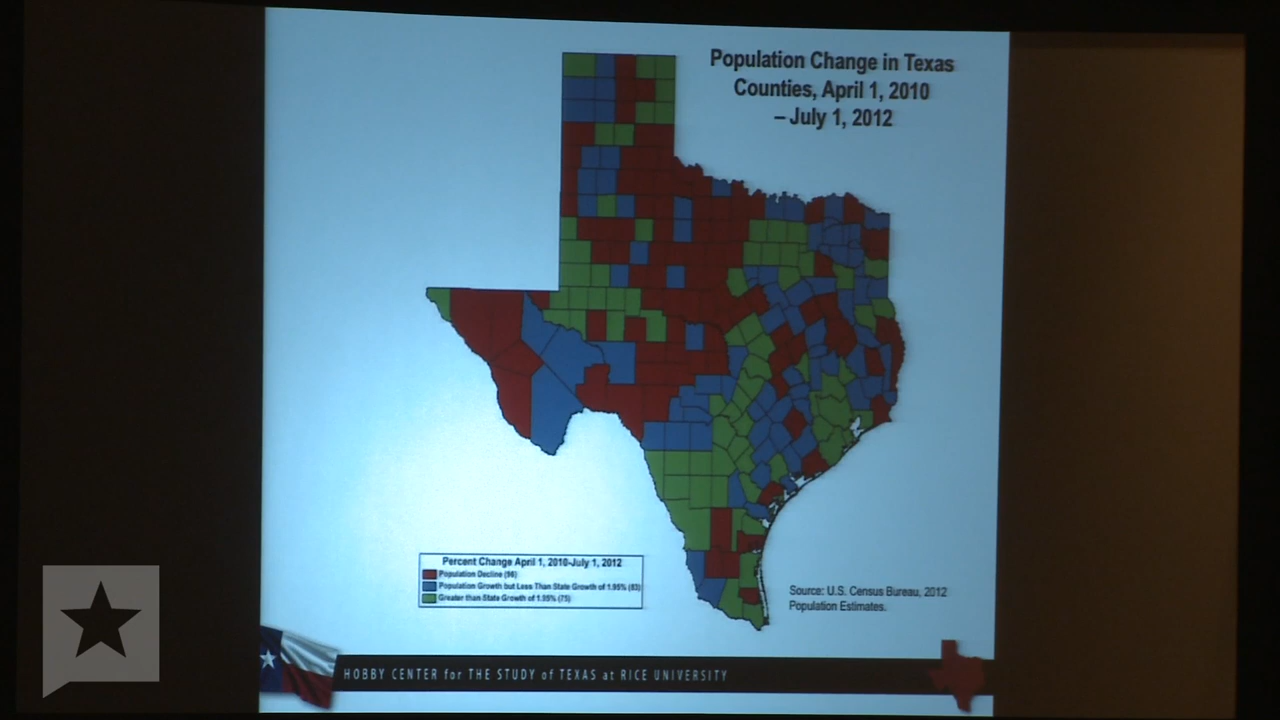 Population Change in Texas
Counties, April 1, 2010
– July 1, 2012
Percent Change April 1, 2010-July 1, 2012
Population Decline (96)
Population Growth but Less Than State Growth of 1.95% (83)
Greater than State Growth of 1.95% (75)
Source: U.S. Census Bureau, 2012
Population Estimates.
HOBBY CENTER for THE STUDY of TEXAS at RICE UNIVERSITY